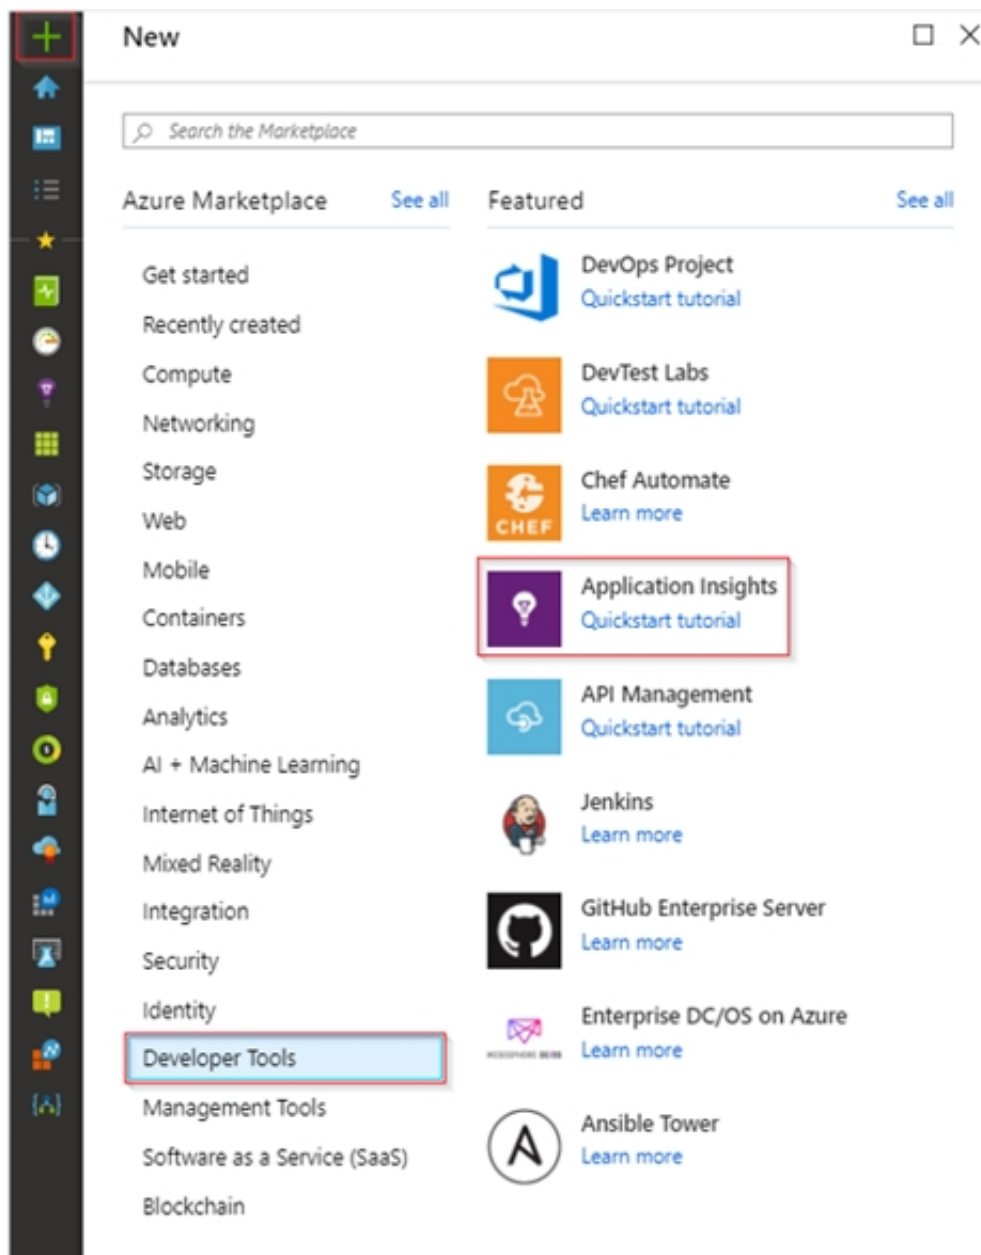 New
Search the Marketplace
Azure Marketplace
See all
Get started
Recently created
Compute
Networking
Storage
Web
Mobile
Containers
Databases
Analytics
AI + Machine Learning
Internet of Things
Mixed Reality
Integration
Security
Identity
Developer Tools
Management Tools
Software as a Service (SaaS)
Blockchain
Featured
See all
DevOps Project
Quickstart tutorial
DevTest Labs
Quickstart tutorial
CHEF
Chef Automate
Learn more
Application Insights
Quickstart tutorial
API Management
Quickstart tutorial
Jenkins
Learn more
GitHub Enterprise Server
Learn more
MESOSPHERE DC/OS
Enterprise DC/OS on Azure
Learn more
Ansible Tower
Learn more